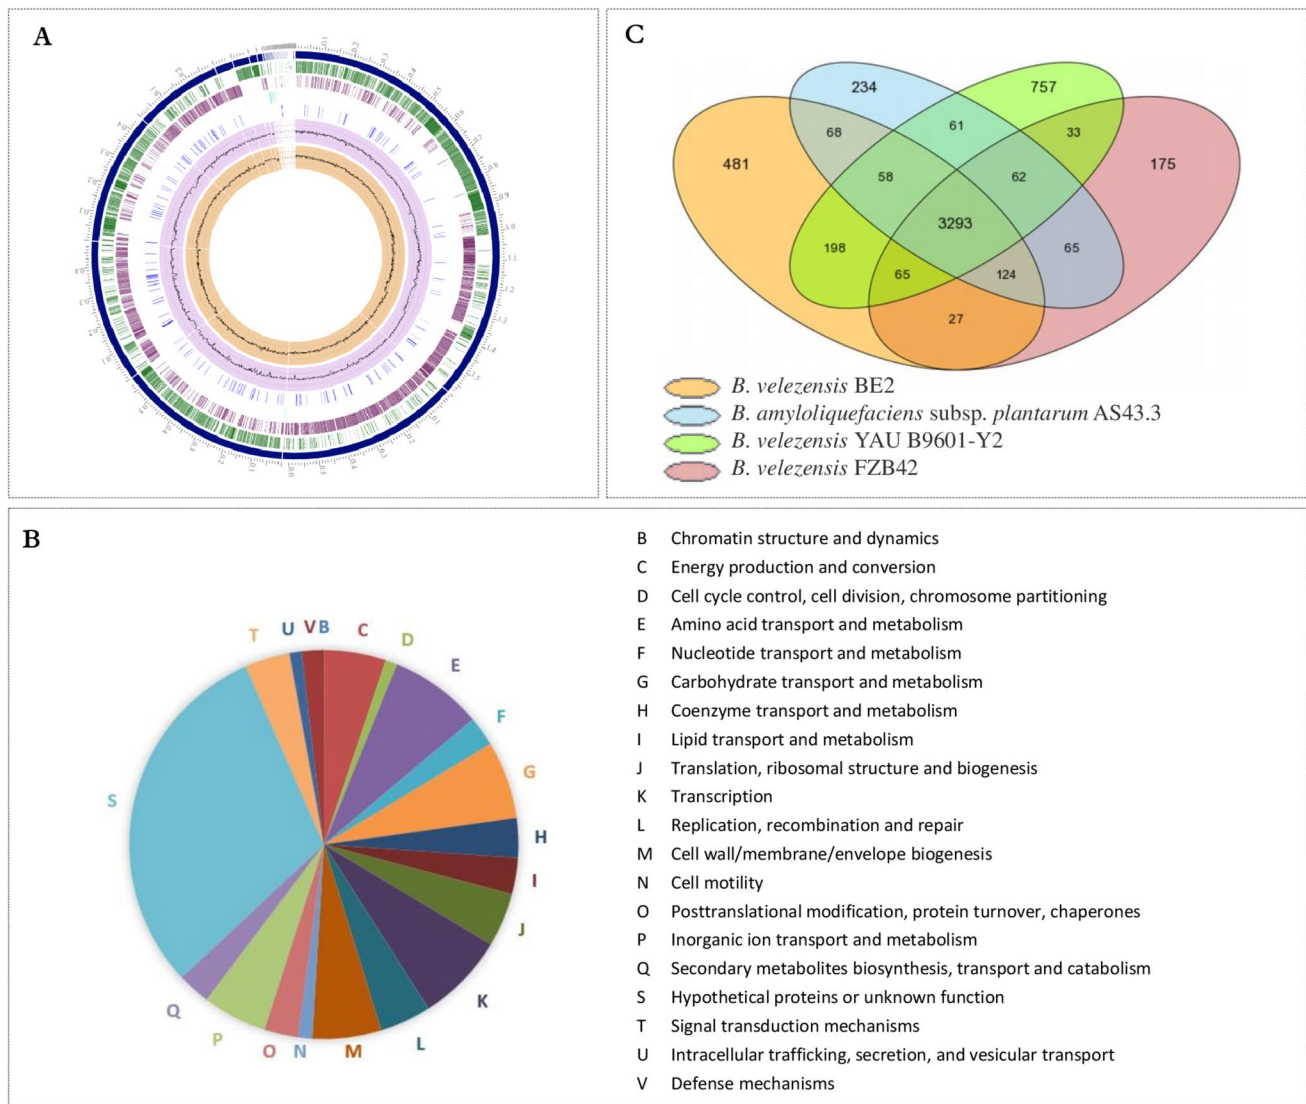 A
C
234
757
68
61
33
481
175
58
62
3293
198
65
65
124
27
B. velezensis BE2
B. amyloliquefaciens subsp. plantarum AS43.3
B. velezensis YAU B9601-Y2
B. velezensis FZB42
B
T U V B C D
E
F
G
H
I
J
K
L
M
N
O
P
Q
S
B Chromatin structure and dynamics
C Energy production and conversion
D Cell cycle control, cell division, chromosome partitioning
E Amino acid transport and metabolism
F Nucleotide transport and metabolism
G Carbohydrate transport and metabolism
H Coenzyme transport and metabolism
I Lipid transport and metabolism
J Translation, ribosomal structure and biogenesis
K Transcription
L Replication, recombination and repair
M Cell wall/membrane/envelope biogenesis
N Cell motility
O Posttranslational modification, protein turnover, chaperones
P Inorganic ion transport and metabolism
Q Secondary metabolites biosynthesis, transport and catabolism
S Hypothetical proteins or unknown function
T Signal transduction mechanisms
U Intracellular trafficking, secretion, and vesicular transport
V Defense mechanisms